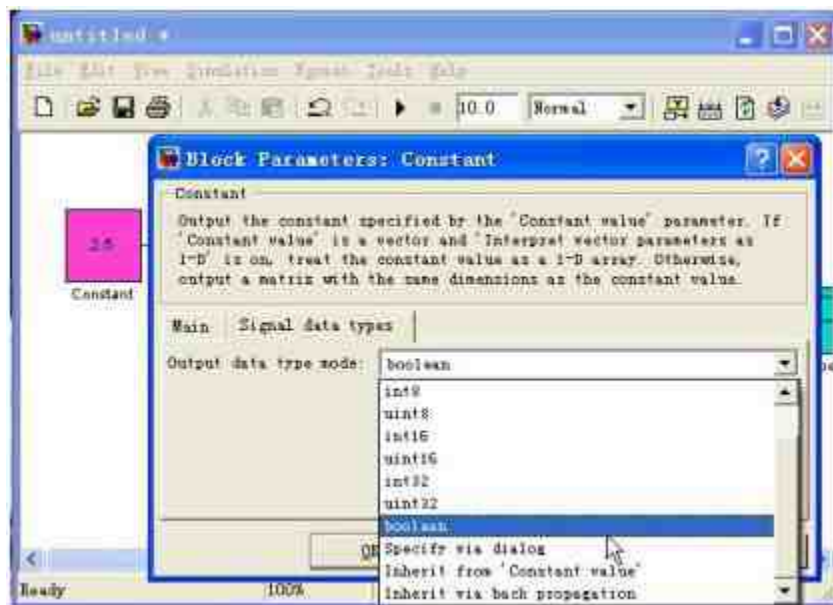 untitled *
File Edit View Simulation Format Tools Help
10.0 Normal
Block Parameters: Constant
Constant
Output the constant specified by the 'Constant value' parameter. If
'Constant value' is a vector and 'Interpret vector parameters as
1-D' is on, treat the constant value as a 1-D array. Otherwise,
output a matrix with the same dimensions as the constant value.
Constant
Main Signal data types
Output data type mode: boolean
int8
uint8
int16
uint16
int32
uint32
boolean
Specify via dialog
Inherit from 'Constant value'
Inherit via back propagation
Ready 100%